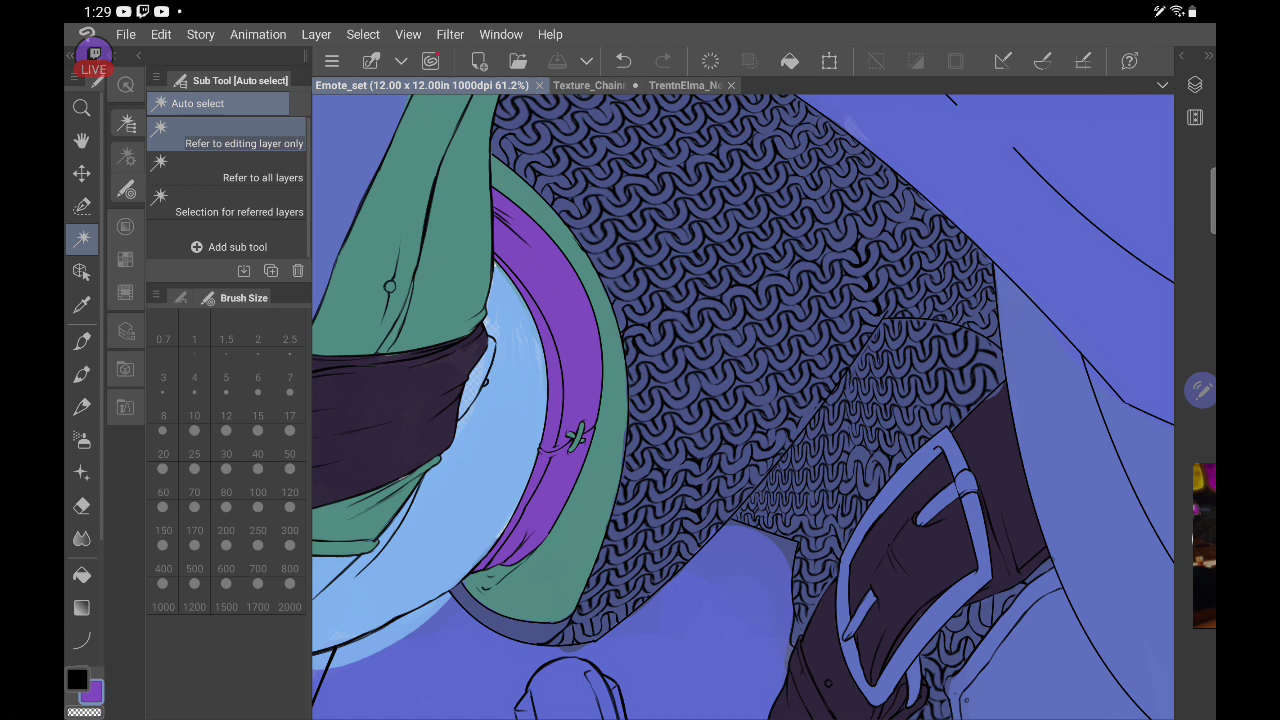 1:29
File Edit Story Animation Layer Select View Filter Window Help
LIVE
Sub Tool [Auto select]
Emote_set (12.00 x 12.00in 1000dpi 61.2%) Texture_Chain TrentnElma_No
Auto select
Refer to editing layer only
Refer to all layers
Selection for referred layers
Add sub tool
Brush Size
0.7 1 1.5 2 2.5
3 4 5 6 7
8 10 12 15 17
20 25 30 40 50
60 70 80 100 120
150 170 200 250 300
400 500 600 700 800
1000 1200 1500 1700 2000